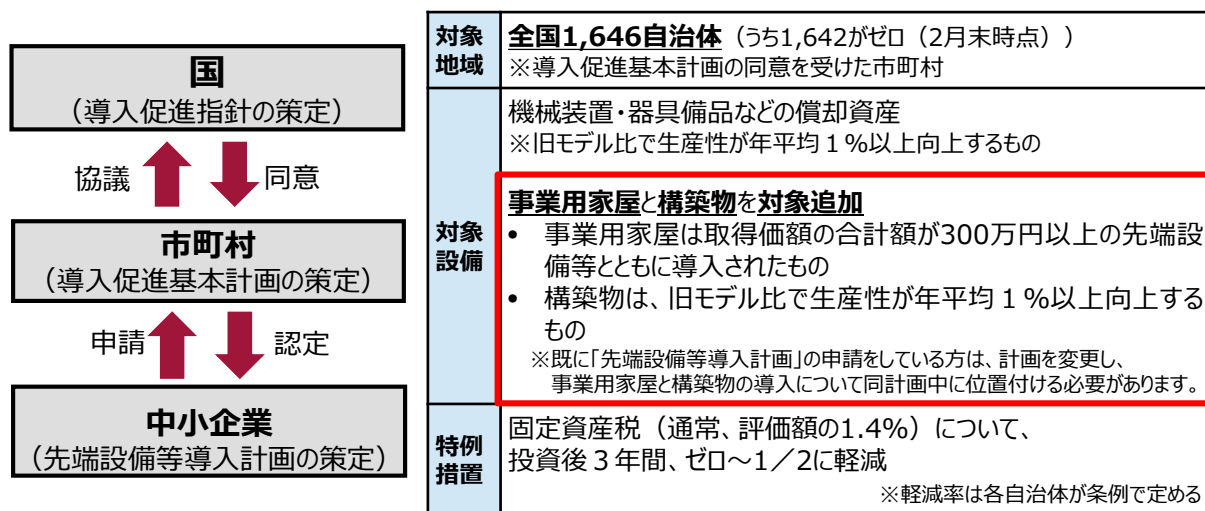 国
（導入促進指針の策定）
協議
同意
市町村
（導入促進基本計画の策定）
申請
認定
中小企業
（先端設備等導入計画の策定）
対象
地域
全国1,646自治体（うち1,642がゼロ（2月末時点））
※導入促進基本計画の同意を受けた市町村
対象
設備
機械装置・器具備品などの償却資産
※旧モデル比で生産性が年平均１％以上向上するもの
事業用家屋と構築物を対象追加
• 事業用家屋は取得価額の合計額が300万円以上の先端設
備等とともに導入されたもの
• 構築物は、旧モデル比で生産性が年平均１％以上向上する
もの
※既に「先端設備等導入計画」の申請をしている方は、計画を変更し、
事業用家屋と構築物の導入について同計画中に位置付ける必要があります。
特例
措置
固定資産税（通常、評価額の1.4%）について、
投資後３年間、ゼロ～1／2に軽減
※軽減率は各自治体が条例で定める